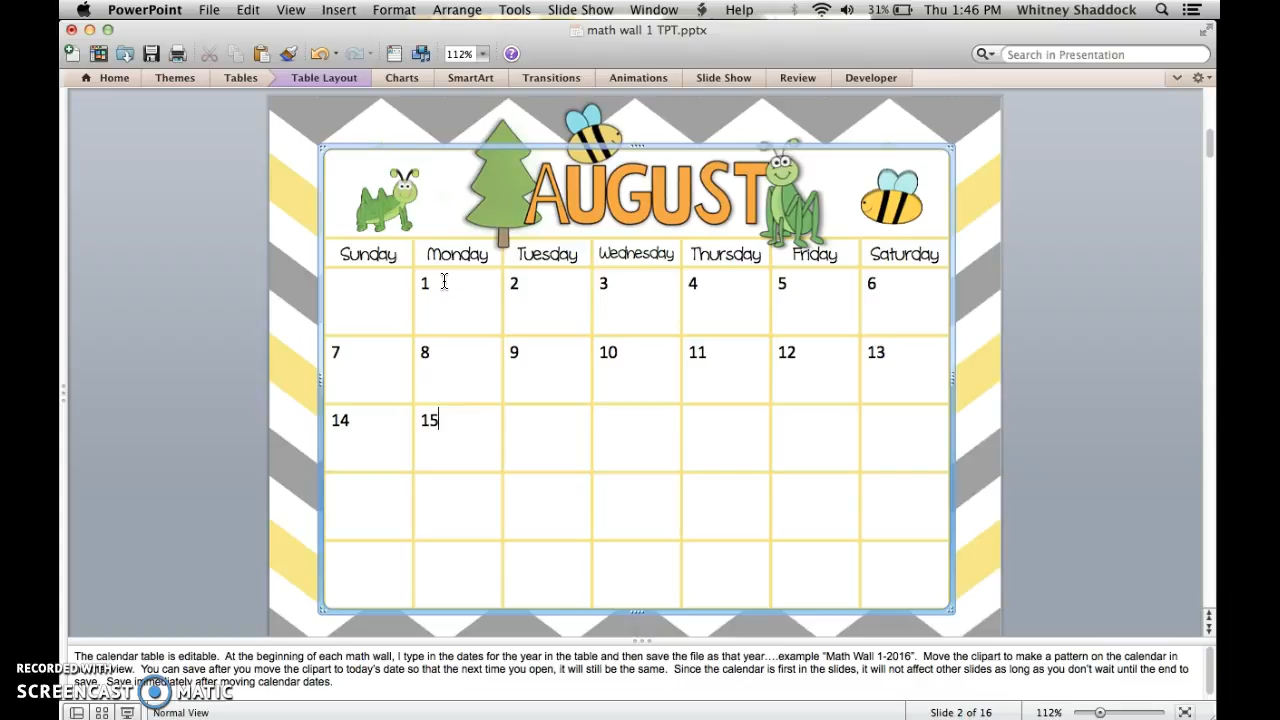 PowerPoint File Edit View Insert Format Arrange Tools Slide Show Window Help 31% Thu 1:46 PM Whitney Shaddock
math wall 1 TPT.pptx
112% Search in Presentation
Home Themes Tables Table Layout Charts SmartArt Transitions Animations Slide Show Review Developer
AUGUST
Sunday Monday Tuesday Wednesday Thursday Friday Saturday
1 2 3 4 5 6
7 8 9 10 11 12 13
14 15
The calendar table is editable. At the beginning of each math wall, I type in the dates for the year in the table and then save the file as that year....example "Math Wall 1-2016". Move the clipart to make a pattern on the calendar in
view. You can save after you move the clipart to today's date so that the next time you open, it will still be the same. Since the calendar is first in the slides, it will not affect other slides as long as you don't wait until the end to
save. Save immediately after moving calendar dates.
RECORDED WITH
SCREENCAST MATIC
Normal View Slide 2 of 16 112%